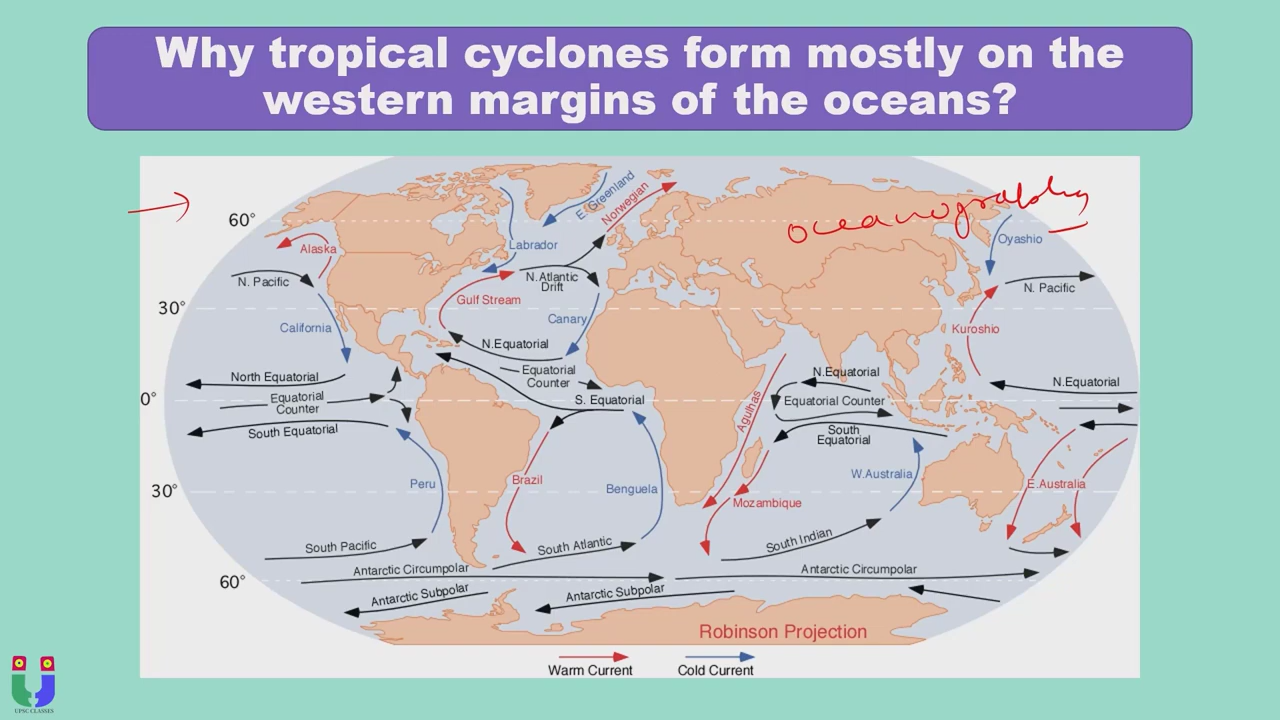 Why tropical cyclones form mostly on the
western margins of the oceans?
oceanography
60°
30°
0°
30°
60°
Alaska
N. Pacific
California
North Equatorial
Equatorial
Counter
South Equatorial
Peru
South Pacific
Antarctic Circumpolar
Antarctic Subpolar
Labrador
E. Greenland
Norwegian
N.Atlantic
Drift
Gulf Stream
Canary
N.Equatorial
Equatorial
Counter
S. Equatorial
Brazil
Benguela
South Atlantic
Antarctic Subpolar
Agulhas
Mozambique
N.Equatorial
Equatorial Counter
South
Equatorial
W.Australia
South Indian
Antarctic Circumpolar
Oyashio
N. Pacific
Kuroshio
N.Equatorial
E.Australia
Robinson Projection
Warm Current
Cold Current
UPSC CLASSES